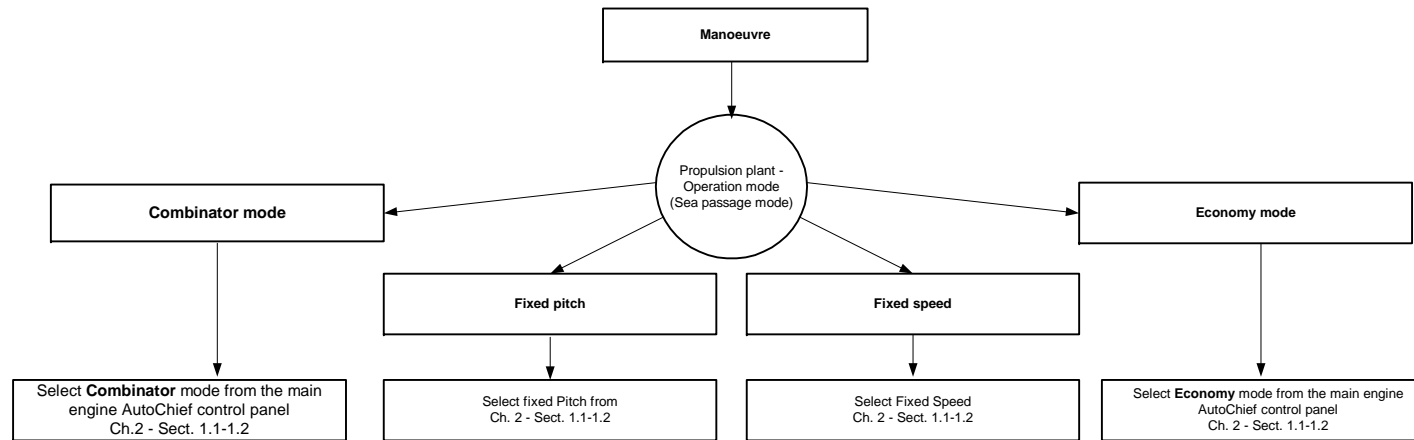 Manoeuvre
Propulsion plant -
Operation mode
(Sea passage mode)
Combinator mode
Economy mode
Fixed pitch
Fixed speed
Select Combinator mode from the main
engine AutoChief control panel
Ch.2 - Sect. 1.1-1.2
Select fixed Pitch from
Ch. 2 - Sect. 1.1-1.2
Select Fixed Speed
Ch. 2 - Sect. 1.1-1.2
Select Economy mode from the main engine
AutoChief control panel
Ch. 2 - Sect. 1.1-1.2